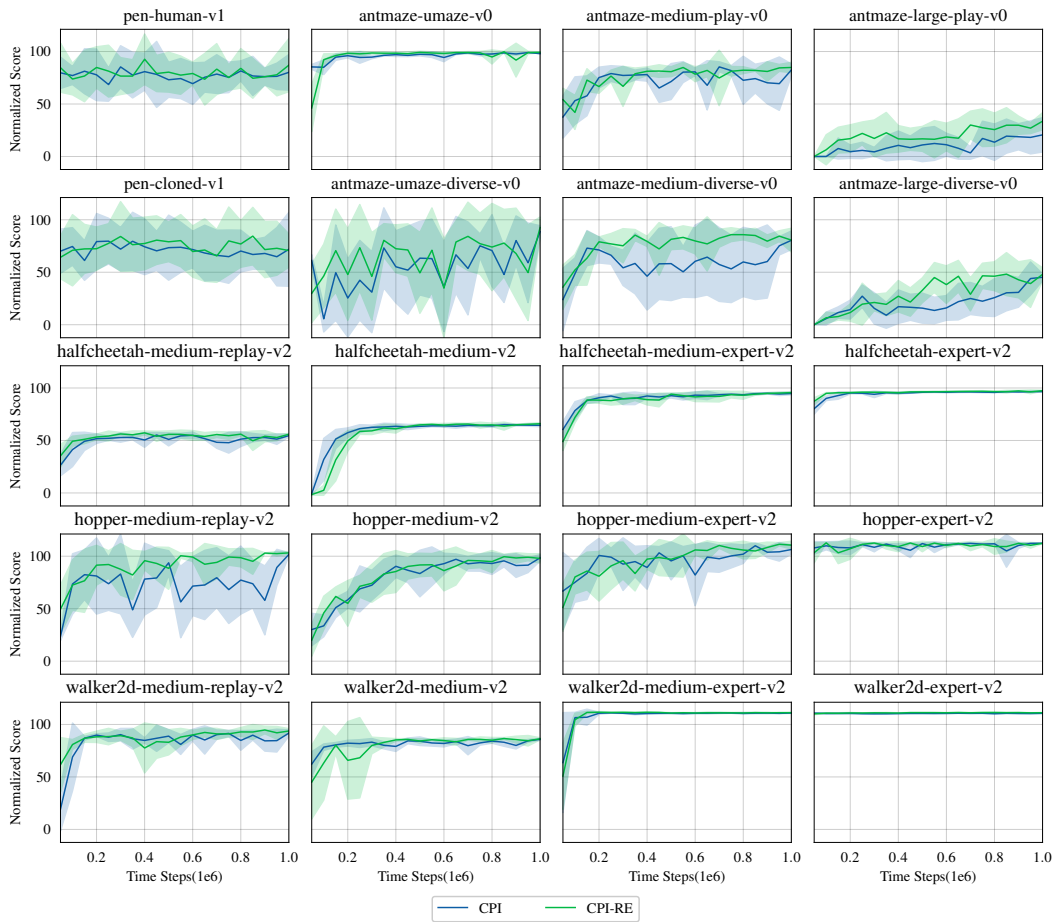 pen-human-v1 antmaze-umaze-v0 antmaze-medium-play-v0 antmaze-large-play-v0
Normalized Score
100
50
0
pen-cloned-v1 antmaze-umaze-diverse-v0 antmaze-medium-diverse-v0 antmaze-large-diverse-v0
Normalized Score
100
50
0
halfcheetah-medium-replay-v2 halfcheetah-medium-v2 halfcheetah-medium-expert-v2 halfcheetah-expert-v2
Normalized Score
100
50
0
hopper-medium-replay-v2 hopper-medium-v2 hopper-medium-expert-v2 hopper-expert-v2
Normalized Score
100
50
0
walker2d-medium-replay-v2 walker2d-medium-v2 walker2d-medium-expert-v2 walker2d-expert-v2
Normalized Score
100
50
0
0.2 0.4 0.6 0.8 1.0 0.2 0.4 0.6 0.8 1.0 0.2 0.4 0.6 0.8 1.0 0.2 0.4 0.6 0.8 1.0
Time Steps(1e6) Time Steps(1e6) Time Steps(1e6) Time Steps(1e6)
CPI CPI-RE